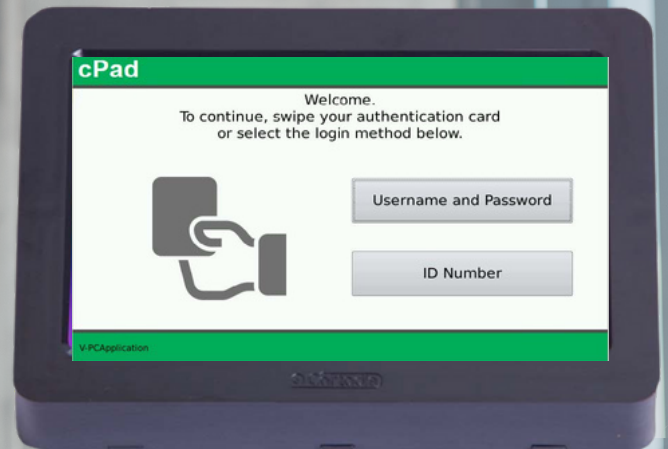 cPad
Welcome.
To continue, swipe your authentication card
or select the login method below.
Username and Password
ID Number
V-PCApplication